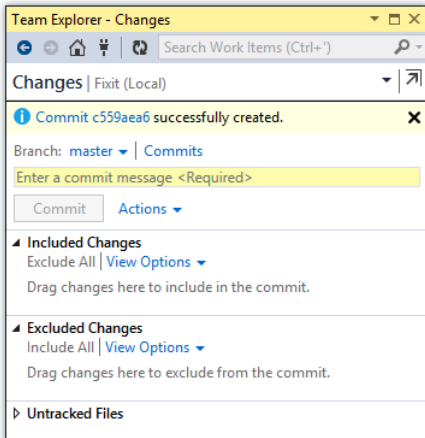 Team Explorer - Changes
Search Work Items (Ctrl+')
Changes | Fixit (Local)
Commit c559aea6 successfully created.
Branch: master | Commits
Enter a commit message <Required>
Commit Actions
Included Changes
Exclude All | View Options
Drag changes here to include in the commit.
Excluded Changes
Include All | View Options
Drag changes here to exclude from the commit.
Untracked Files